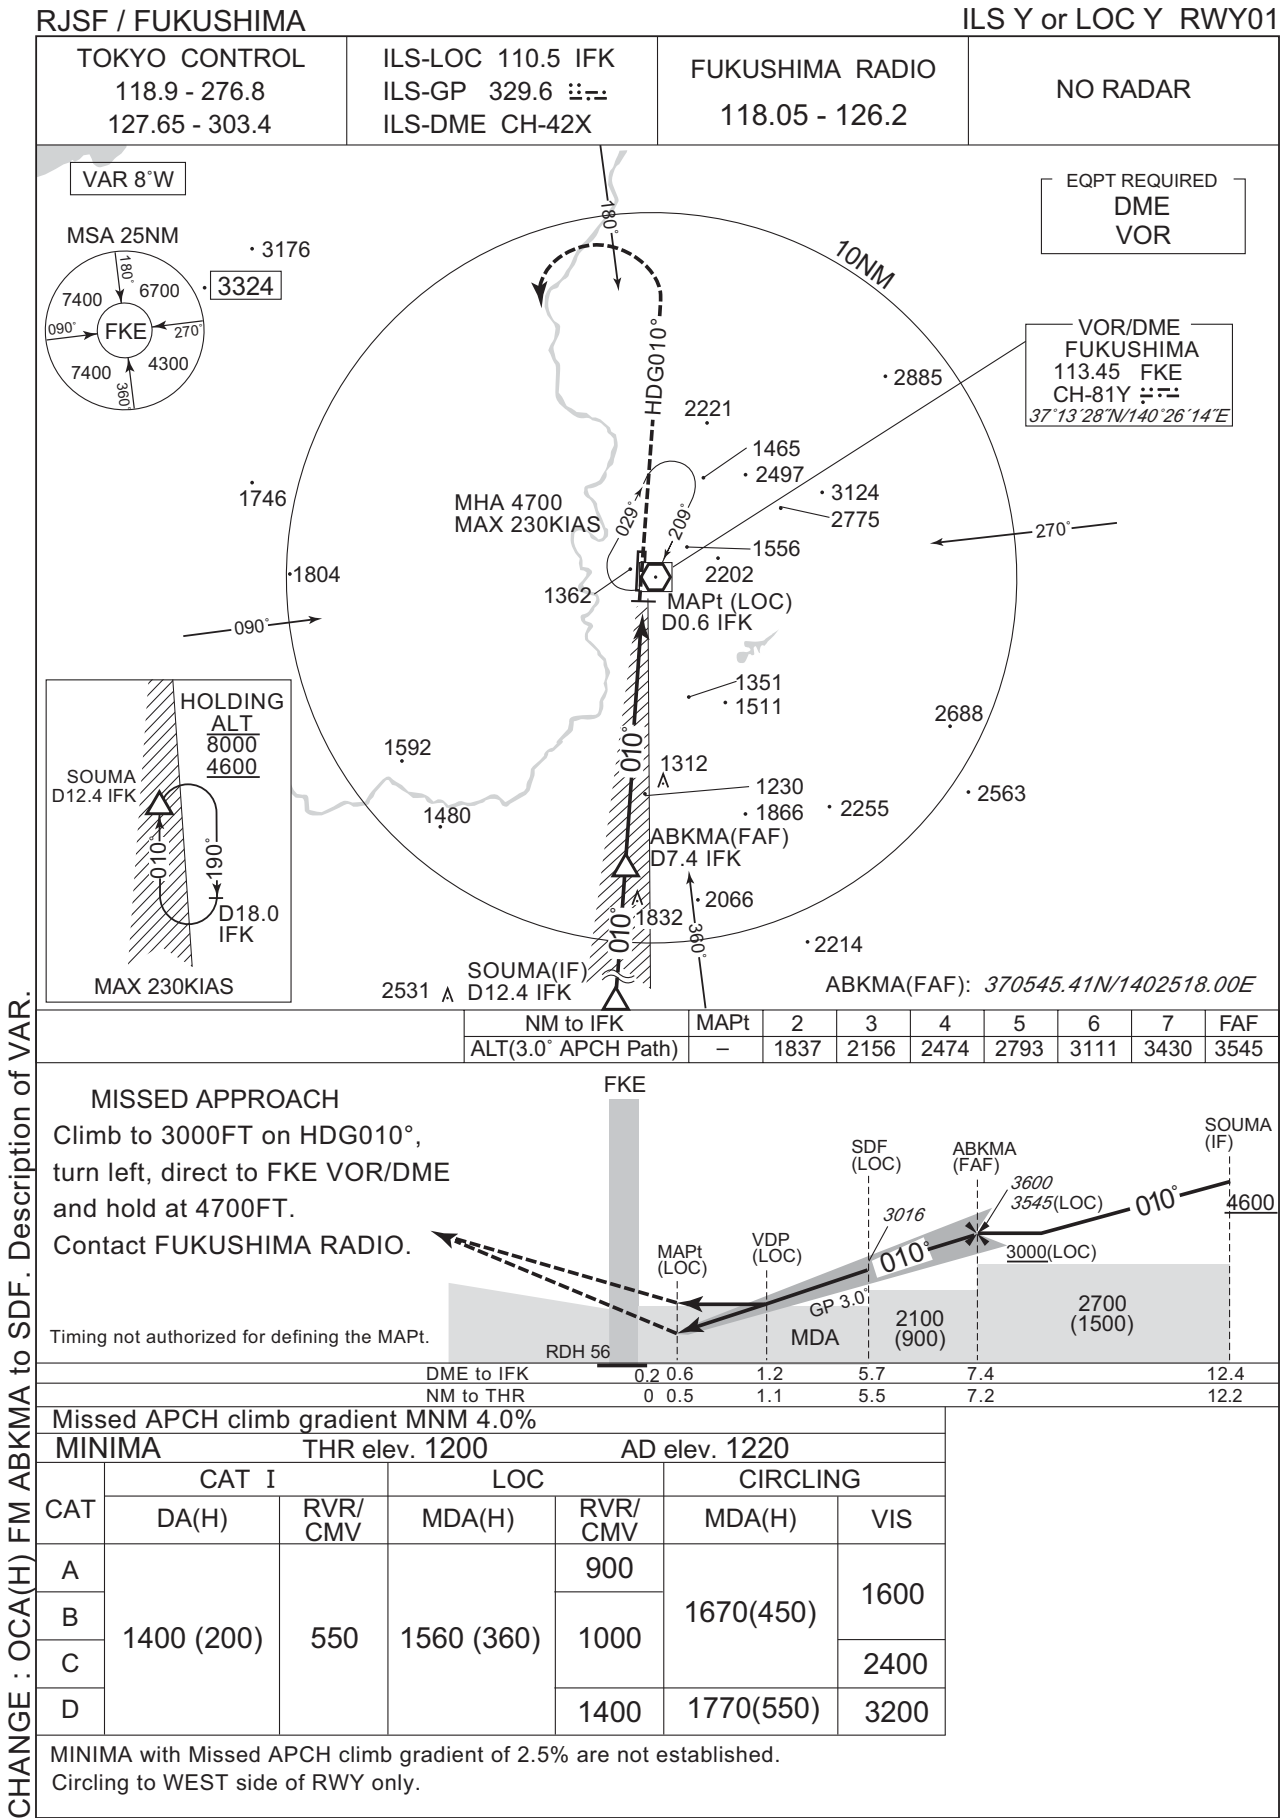 RJSF / FUKUSHIMA
ILS Y or LOC Y RWY01
TOKYO CONTROL
118.9 - 276.8
127.65 - 303.4
ILS-LOC 110.5 IFK
ILS-GP 329.6
ILS-DME CH-42X
FUKUSHIMA RADIO
118.05 - 126.2
NO RADAR
VAR 8°W
EQPT REQUIRED
DME
VOR
MSA 25NM
180°
7400
6700
090°
FKE
270°
7400
4300
360°
3176
3324
180°
10NM
VOR/DME
FUKUSHIMA
113.45 FKE
CH-81Y
37°13′28″N/140°26′14″E
HDG010°
2885
2221
1465
2497
3124
2775
1746
MHA 4700
MAX 230KIAS
029°
209°
270°
1556
2202
1804
1362
MAPt (LOC)
D0.6 IFK
090°
1351
1511
2688
HOLDING
ALT
8000
4600
SOUMA
D12.4 IFK
010°
190°
D18.0
IFK
MAX 230KIAS
1592
010°
1312
1230
1866
2255
2563
1480
ABKMA(FAF)
D7.4 IFK
2066
1832
010°
360°
2214
SOUMA(IF)
D12.4 IFK
2531
ABKMA(FAF): 370545.41N/1402518.00E
NM to IFK MAPt 2 3 4 5 6 7 FAF
ALT(3.0° APCH Path) – 1837 2156 2474 2793 3111 3430 3545
MISSED APPROACH
Climb to 3000FT on HDG010°,
turn left, direct to FKE VOR/DME
and hold at 4700FT.
Contact FUKUSHIMA RADIO.
Timing not authorized for defining the MAPt.
FKE
RDH 56
MAPt
(LOC)
VDP
(LOC)
SDF
(LOC)
ABKMA
(FAF)
SOUMA
(IF)
3016
3600
3545(LOC)
3000(LOC)
010°
010°
4600
GP 3.0°
MDA
2100
(900)
2700
(1500)
DME to IFK 0.2 0.6 1.2 5.7 7.4 12.4
NM to THR 0 0.5 1.1 5.5 7.2 12.2
Missed APCH climb gradient MNM 4.0%
MINIMA THR elev. 1200 AD elev. 1220
CAT
CAT I LOC CIRCLING
DA(H) RVR/CMV MDA(H) RVR/CMV MDA(H) VIS
A
B
C
D
1400 (200)
550
1560 (360)
900
1000
1400
1670(450)
1770(550)
1600
2400
3200
MINIMA with Missed APCH climb gradient of 2.5% are not established.
Circling to WEST side of RWY only.
CHANGE : OCA(H) FM ABKMA to SDF. Description of VAR.